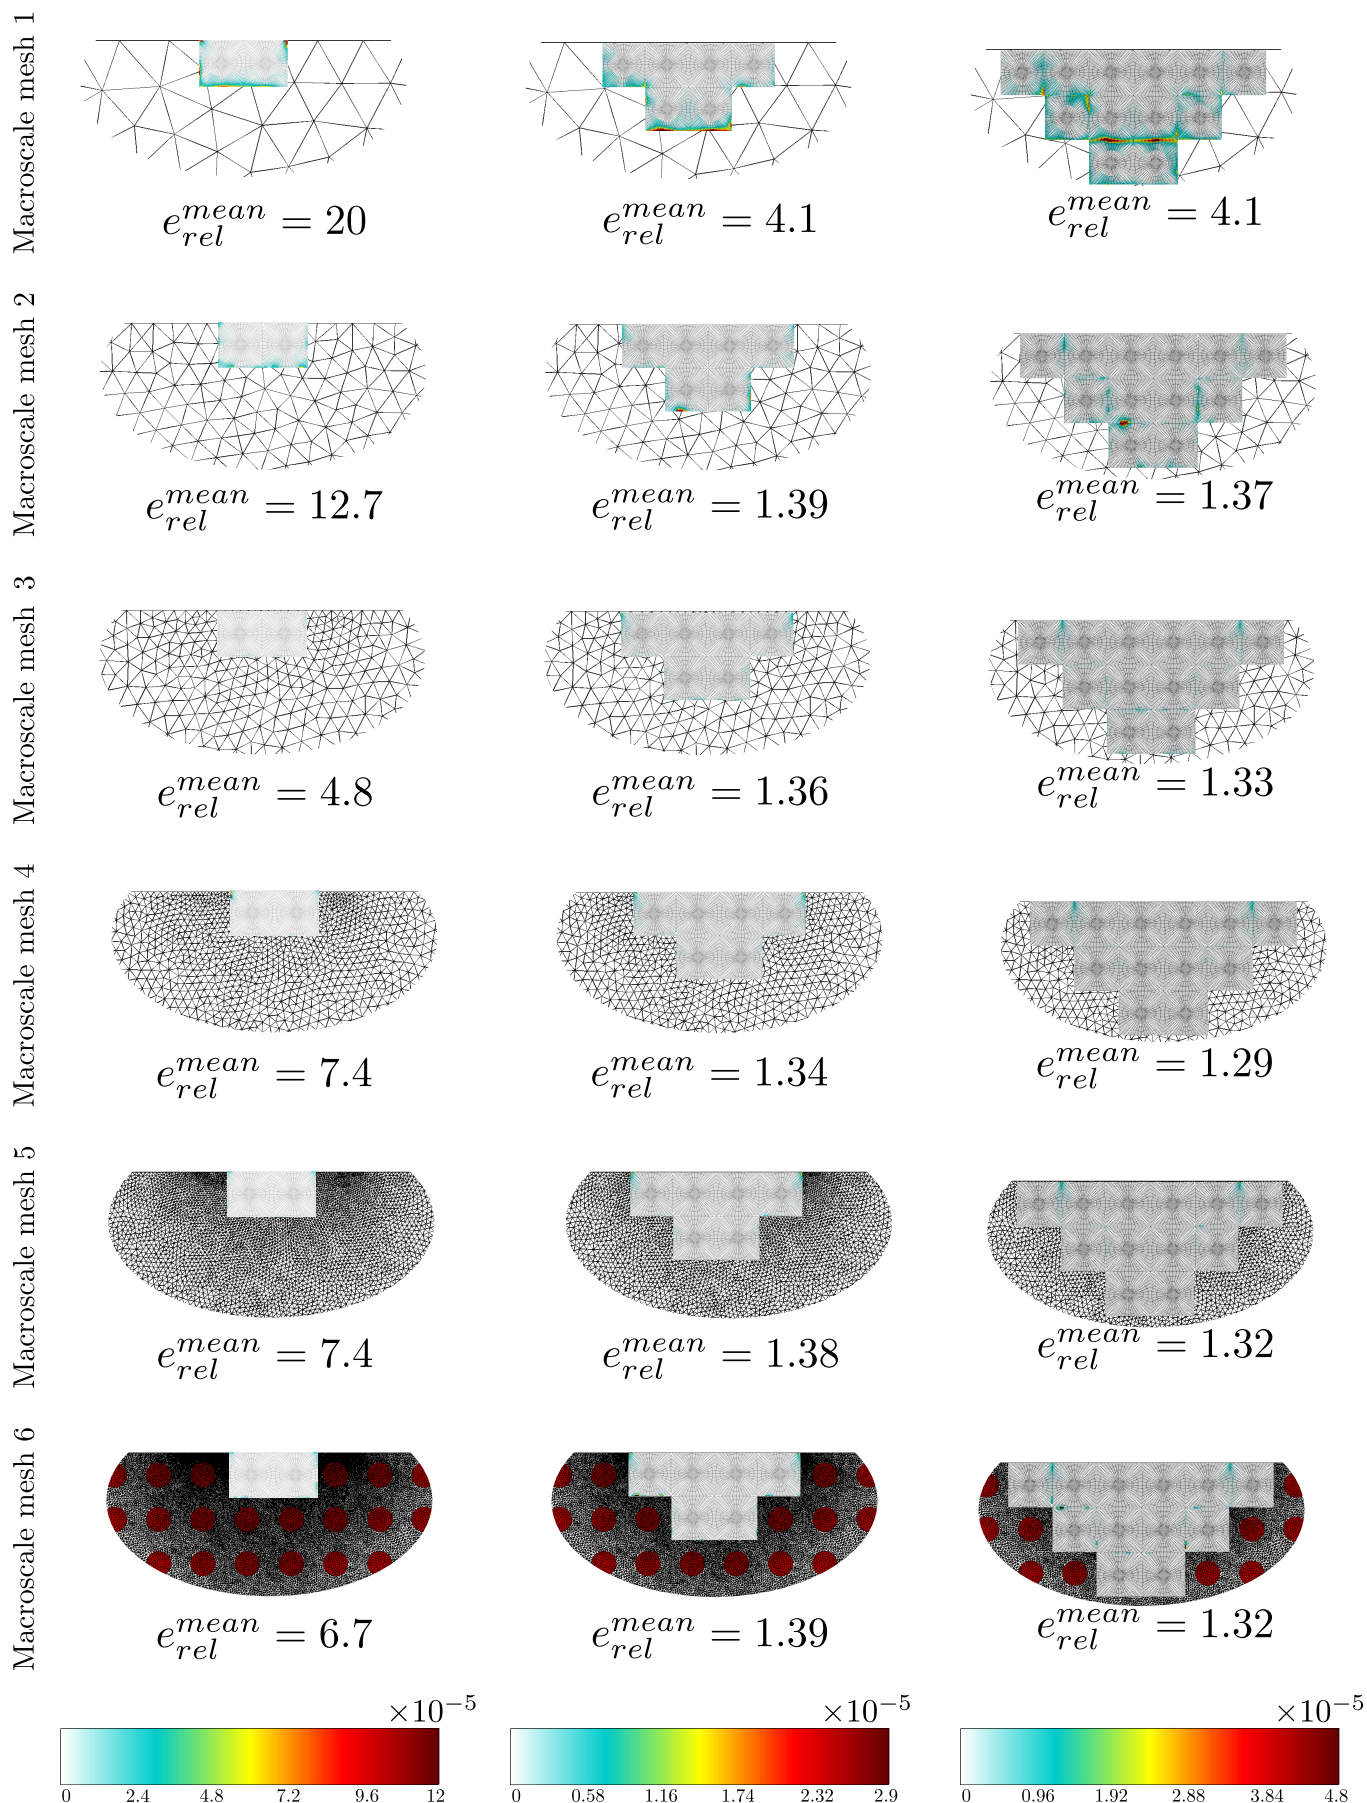 Macroscale mesh 1
e_{rel}^{mean} = 20
e_{rel}^{mean} = 4.1
e_{rel}^{mean} = 4.1
Macroscale mesh 2
e_{rel}^{mean} = 12.7
e_{rel}^{mean} = 1.39
e_{rel}^{mean} = 1.37
Macroscale mesh 3
e_{rel}^{mean} = 4.8
e_{rel}^{mean} = 1.36
e_{rel}^{mean} = 1.33
Macroscale mesh 4
e_{rel}^{mean} = 7.4
e_{rel}^{mean} = 1.34
e_{rel}^{mean} = 1.29
Macroscale mesh 5
e_{rel}^{mean} = 7.4
e_{rel}^{mean} = 1.38
e_{rel}^{mean} = 1.32
Macroscale mesh 6
e_{rel}^{mean} = 6.7
e_{rel}^{mean} = 1.39
e_{rel}^{mean} = 1.32
×10^{-5}
0 2.4 4.8 7.2 9.6 12
×10^{-5}
0 0.58 1.16 1.74 2.32 2.9
×10^{-5}
0 0.96 1.92 2.88 3.84 4.8